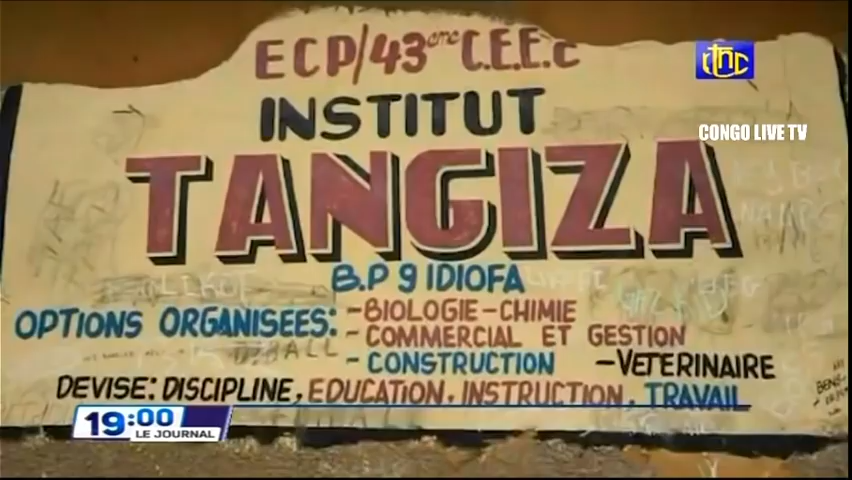 ECP/43ème C.E.E.C
INSTITUT
CONGO LIVE TV
TANGIZA
B.P 9 IDIOFA
OPTIONS ORGANISEES: -BIOLOGIE-CHIMIE
- COMMERCIAL ET GESTION
- CONSTRUCTION -VETERINAIRE
DEVISE: DISCIPLINE, EDUCATION, INSTRUCTION, TRAVAIL
19:00
LE JOURNAL